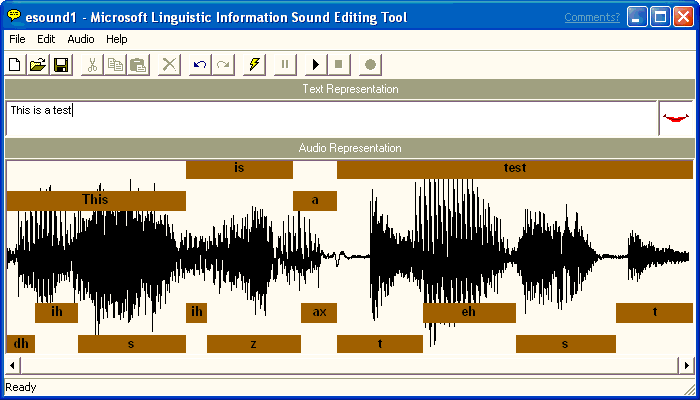 esound1 - Microsoft Linguistic Information Sound Editing Tool
Comments?
File Edit Audio Help
Text Representation
This is a test
Audio Representation
is test
This a
ih ih ax eh t
dh s z t s
Ready